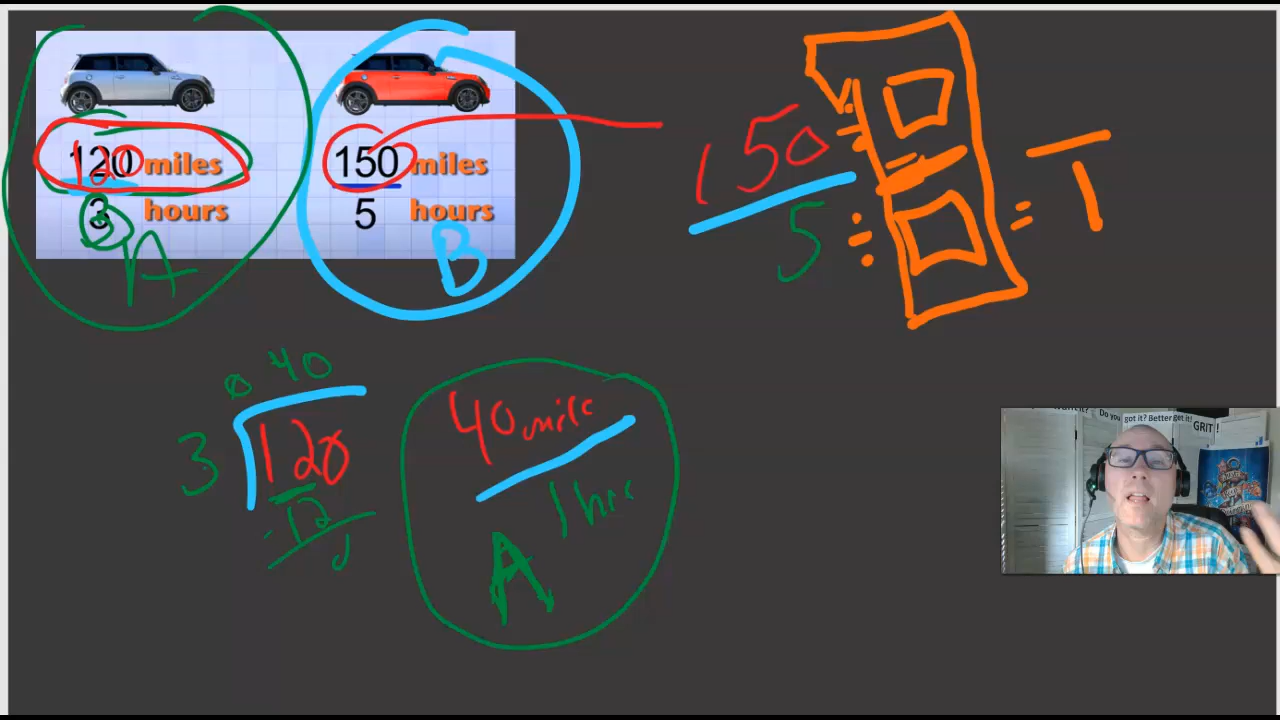 120 miles
3 hours
A
150 miles
5 hours
B
150
5
÷
=
1
40
3 120
-12
0
40 mile
1 hrs
A
Do you
got it? Better get it!
GRIT!